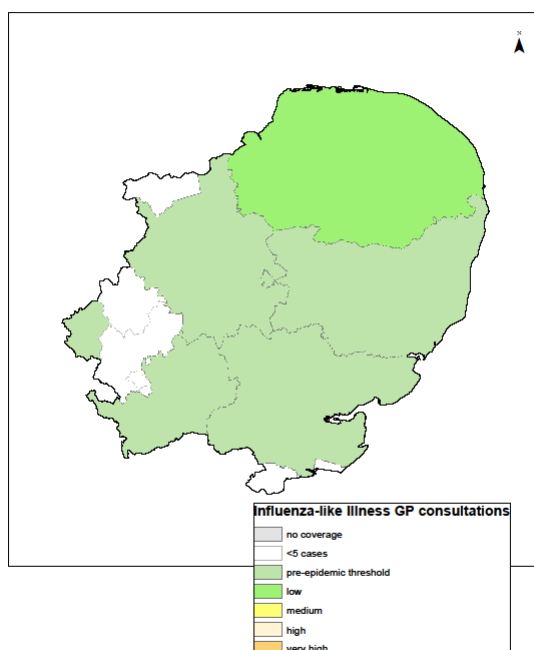 N
Influenza-like Illness GP consultations
no coverage
<5 cases
pre-epidemic threshold
low
medium
high
very high